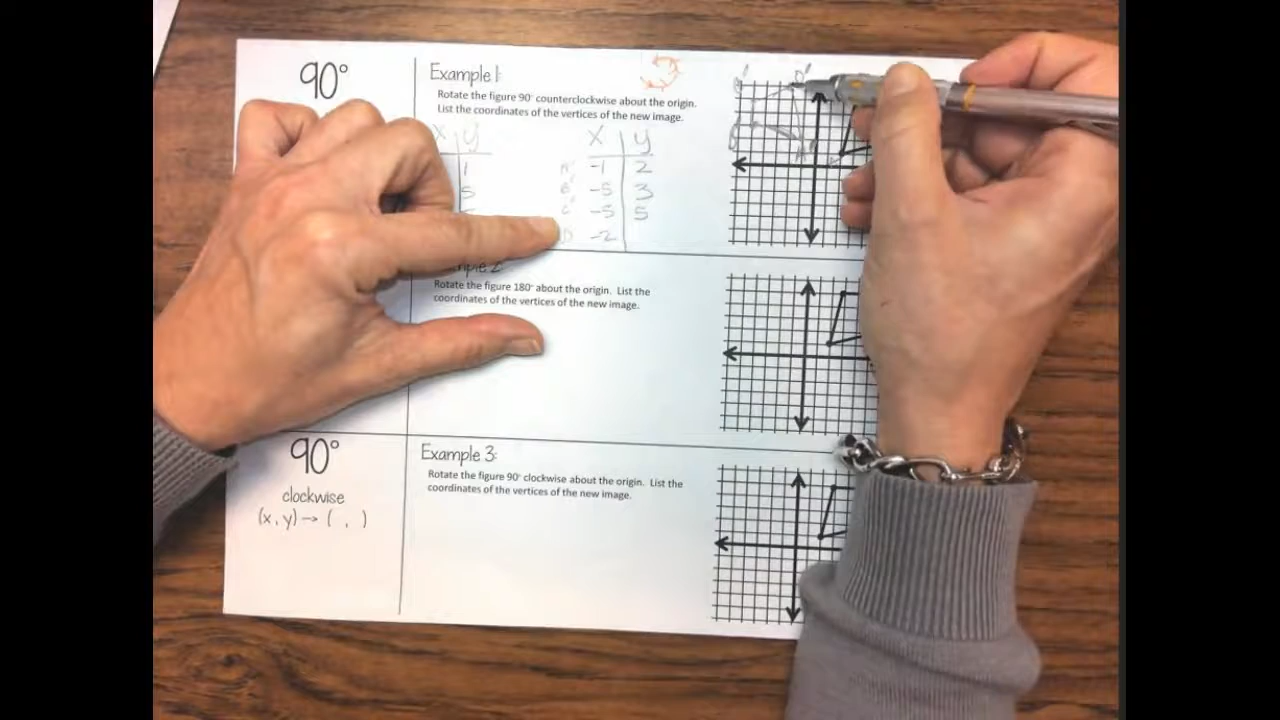 90°
Example 1:
Rotate the figure 90° counterclockwise about the origin.
List the coordinates of the vertices of the new image.
x y
1
5
x y
A' -1 2
B' -5 3
C' -5 5
D -2
Rotate the figure 180° about the origin. List the
coordinates of the vertices of the new image.
90°
clockwise
(x, y) → ( , )
Example 3:
Rotate the figure 90° clockwise about the origin. List the
coordinates of the vertices of the new image.